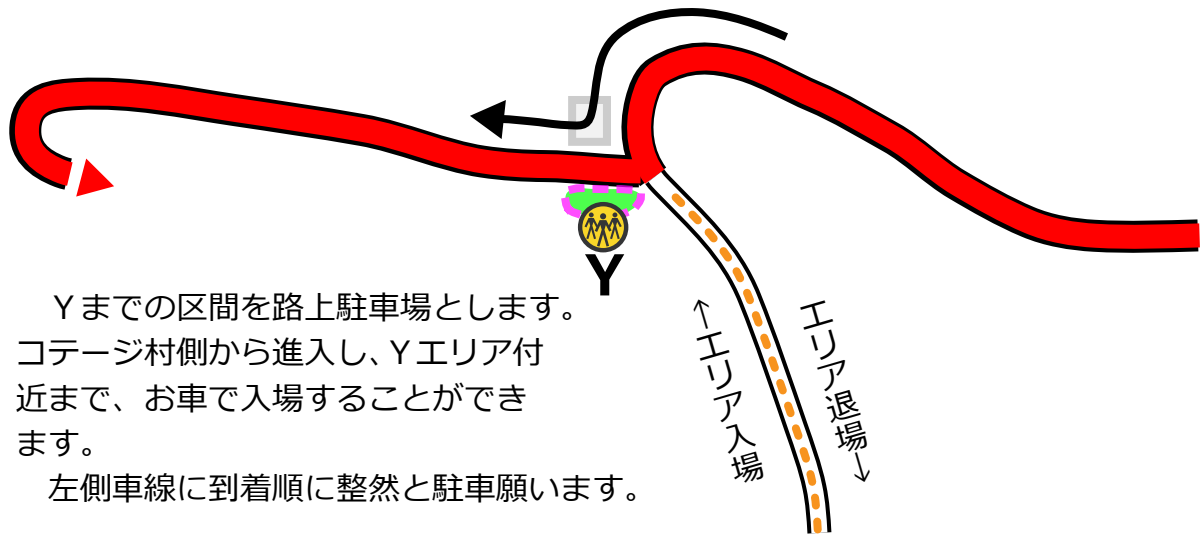 Y
Ｙまでの区間を路上駐車場とします。
コテージ村側から進入し、Ｙエリア付
近まで、お車で入場することができ
ます。
左側車線に到着順に整然と駐車願います。
←エリア入場
エリア退場→